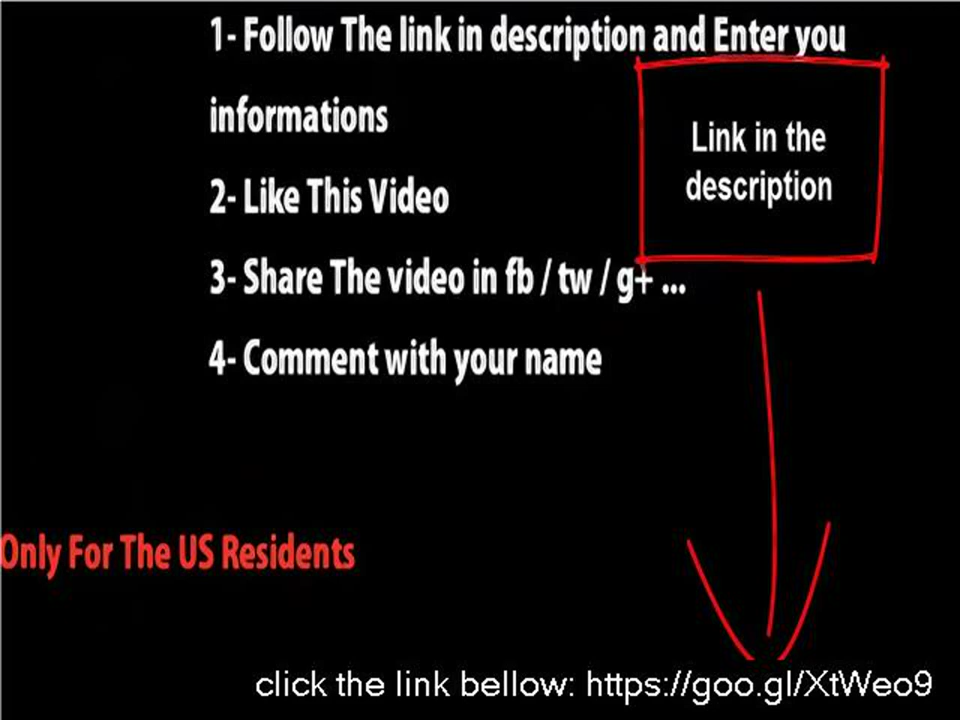 1- Follow The link in description and Enter you
informations
Link in the
description
2- Like This Video
3- Share The video in fb / tw / g+ ...
4- Comment with your name
Only For The US Residents
click the link bellow: https://goo.gl/XtWeo9